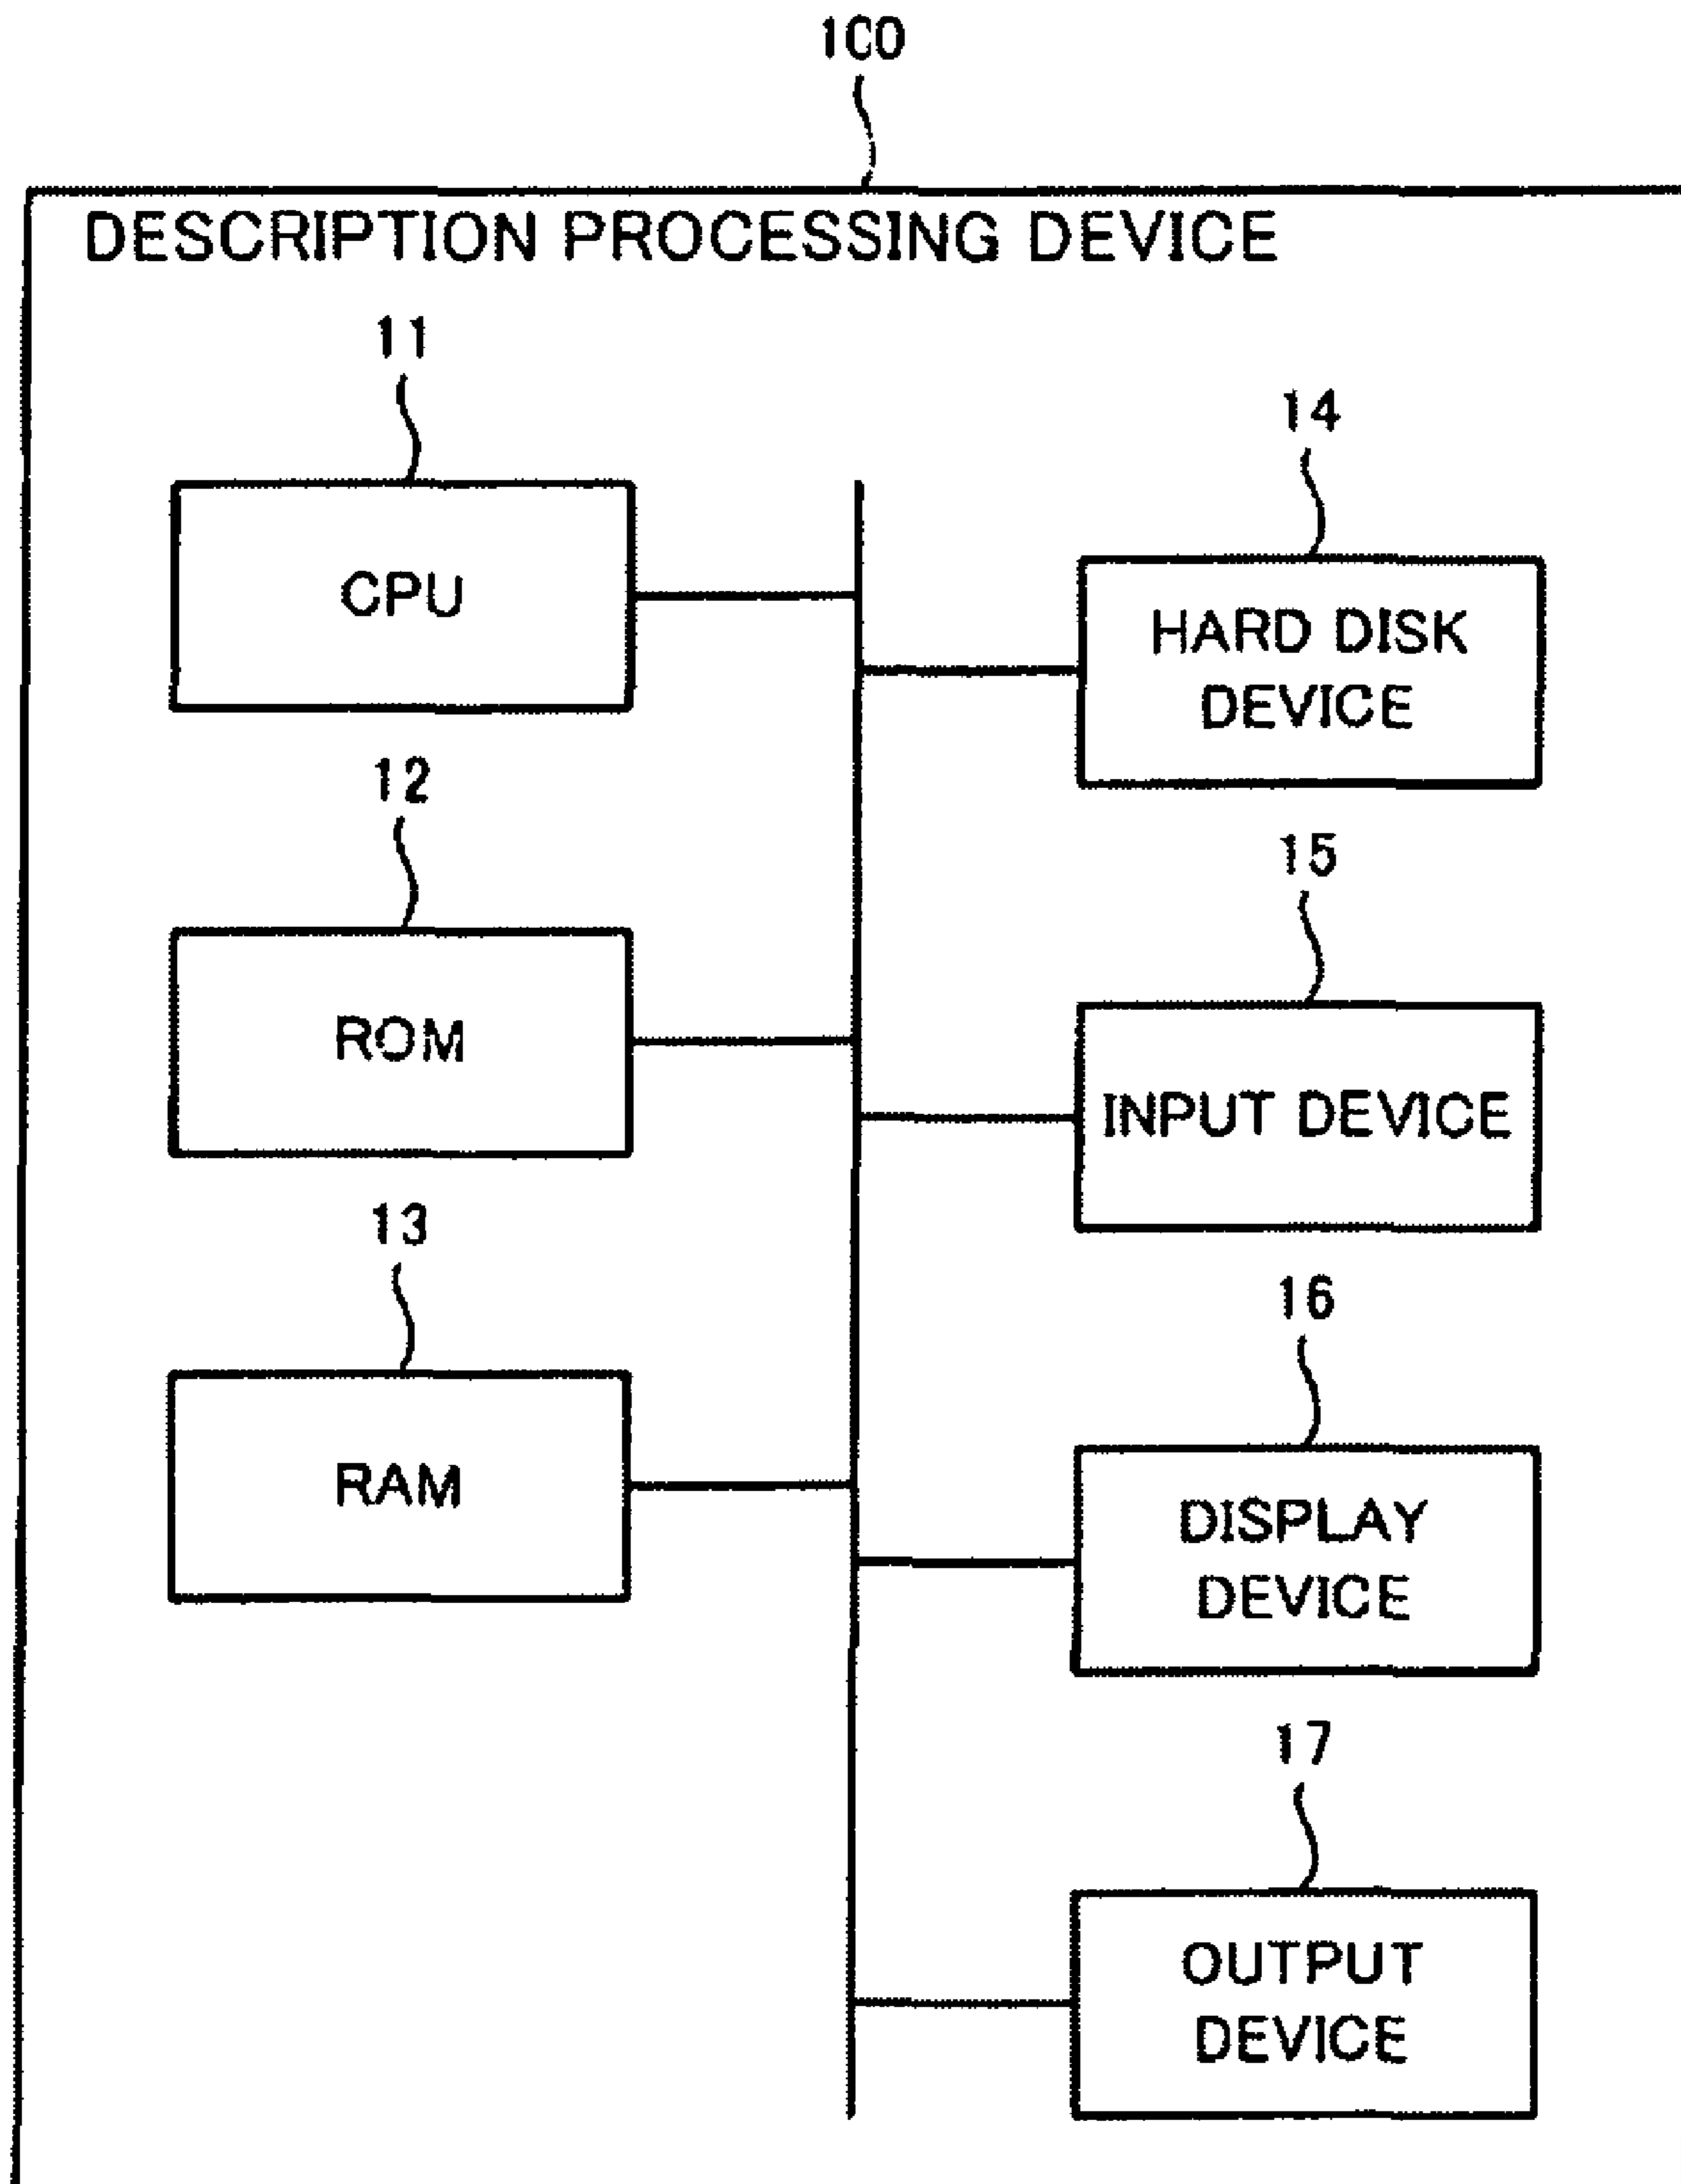 100
DESCRIPTION PROCESSING DEVICE
11
CPU
12
ROM
13
RAM
14
HARD DISK
DEVICE
15
INPUT DEVICE
16
DISPLAY
DEVICE
17
OUTPUT
DEVICE